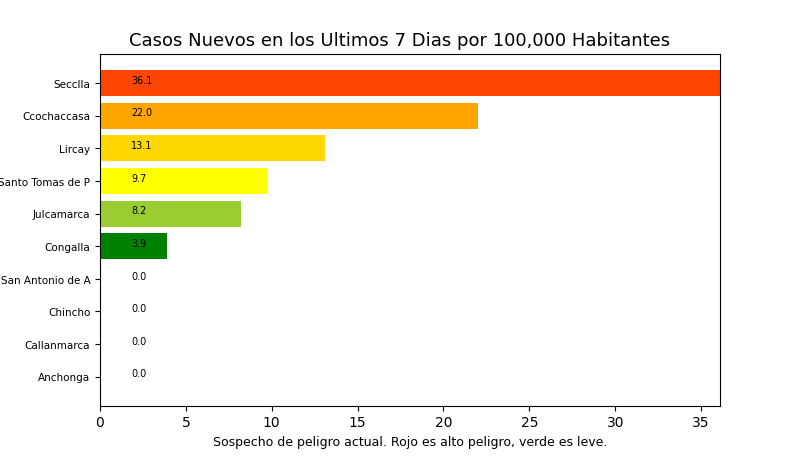 Casos Nuevos en los Ultimos 7 Dias por 100,000 Habitantes
Secclla 36.1
Ccochaccasa 22.0
Lircay 13.1
Santo Tomas de P 9.7
Julcamarca 8.2
Congalla 3.9
San Antonio de A 0.0
Chincho 0.0
Callanmarca 0.0
Anchonga 0.0
0 5 10 15 20 25 30 35
Sospecho de peligro actual. Rojo es alto peligro, verde es leve.